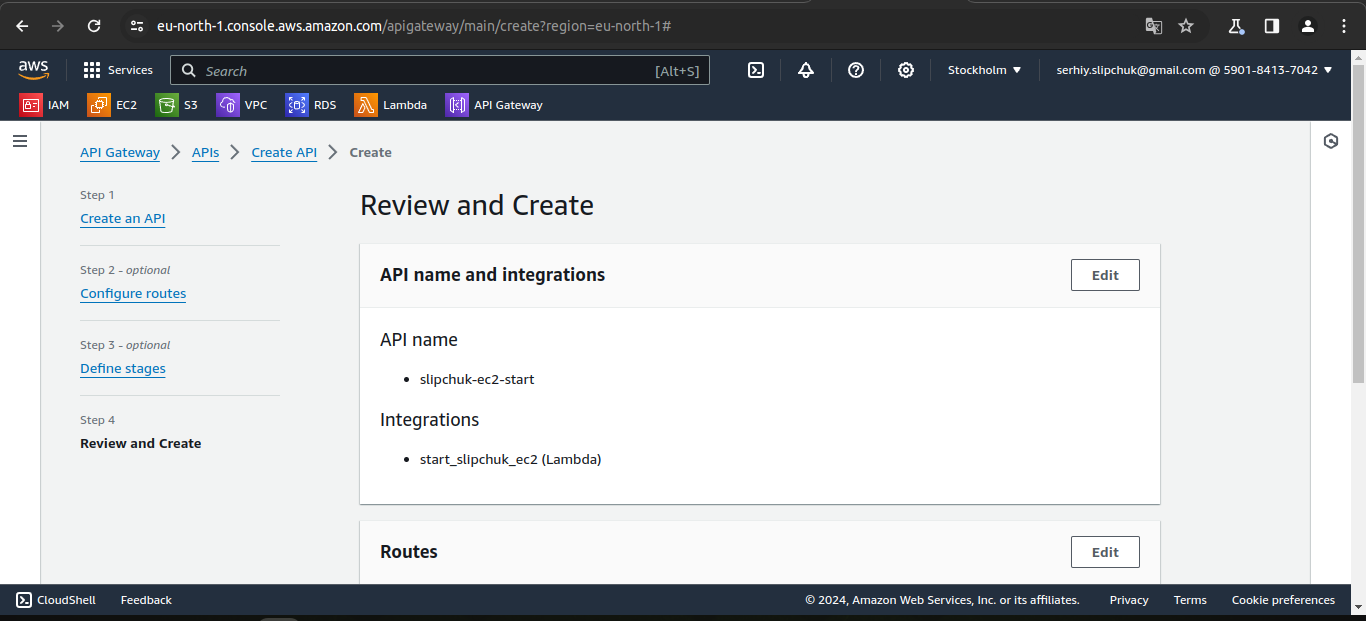 eu-north-1.console.aws.amazon.com/apigateway/main/create?region=eu-north-1#
aws Services Search [Alt+S] Stockholm serhiy.slipchuk@gmail.com @ 5901-8413-7042
IAM EC2 S3 VPC RDS Lambda API Gateway
API Gateway APIs Create API Create
Step 1
Create an API
Step 2 - optional
Configure routes
Step 3 - optional
Define stages
Step 4
Review and Create
Review and Create
API name and integrations Edit
API name
• slipchuk-ec2-start
Integrations
• start_slipchuk_ec2 (Lambda)
Routes Edit
CloudShell Feedback © 2024, Amazon Web Services, Inc. or its affiliates. Privacy Terms Cookie preferences